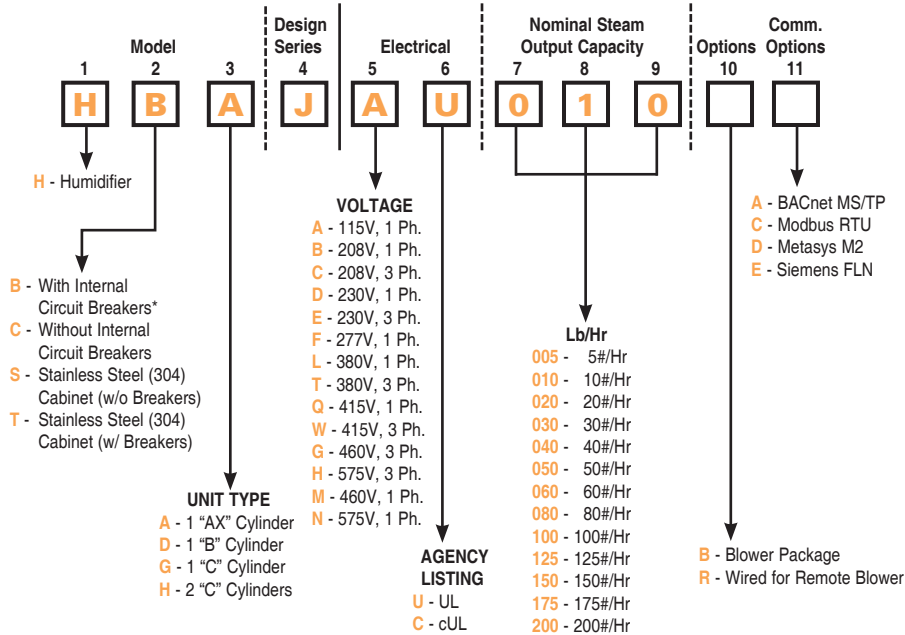 Model
Design
Series
Electrical
Nominal Steam
Output Capacity
Options
Comm.
Options
1 2 3 4 5 6 7 8 9 10 11
H B A J A U 0 1 0
H - Humidifier
B - With Internal
Circuit Breakers*
C - Without Internal
Circuit Breakers
S - Stainless Steel (304)
Cabinet (w/o Breakers)
T - Stainless Steel (304)
Cabinet (w/ Breakers)
UNIT TYPE
A - 1 “AX” Cylinder
D - 1 “B” Cylinder
G - 1 “C” Cylinder
H - 2 “C” Cylinders
VOLTAGE
A - 115V, 1 Ph.
B - 208V, 1 Ph.
C - 208V, 3 Ph.
D - 230V, 1 Ph.
E - 230V, 3 Ph.
F - 277V, 1 Ph.
L - 380V, 1 Ph.
T - 380V, 3 Ph.
Q - 415V, 1 Ph.
W - 415V, 3 Ph.
G - 460V, 3 Ph.
H - 575V, 3 Ph.
M - 460V, 1 Ph.
N - 575V, 1 Ph.
AGENCY
LISTING
U - UL
C - cUL
Lb/Hr
005 - 5#/Hr
010 - 10#/Hr
020 - 20#/Hr
030 - 30#/Hr
040 - 40#/Hr
050 - 50#/Hr
060 - 60#/Hr
080 - 80#/Hr
100 - 100#/Hr
125 - 125#/Hr
150 - 150#/Hr
175 - 175#/Hr
200 - 200#/Hr
B - Blower Package
R - Wired for Remote Blower
A - BACnet MS/TP
C - Modbus RTU
D - Metasys M2
E - Siemens FLN